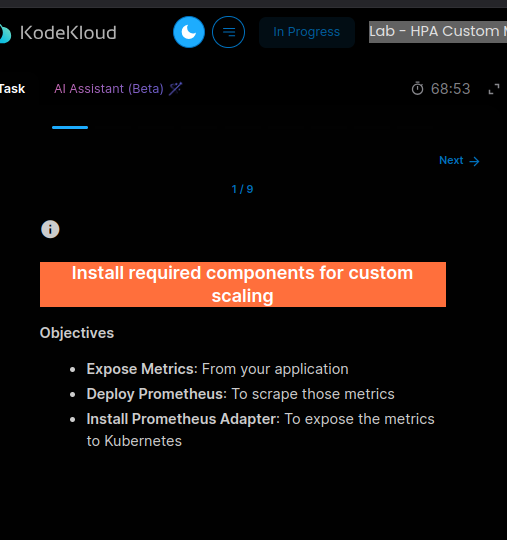 KodeKloud
In Progress
Lab - HPA Custom
Task
AI Assistant (Beta)
68:53
Next
1 / 9
Install required components for custom
scaling
Objectives
• Expose Metrics: From your application
• Deploy Prometheus: To scrape those metrics
• Install Prometheus Adapter: To expose the metrics
to Kubernetes